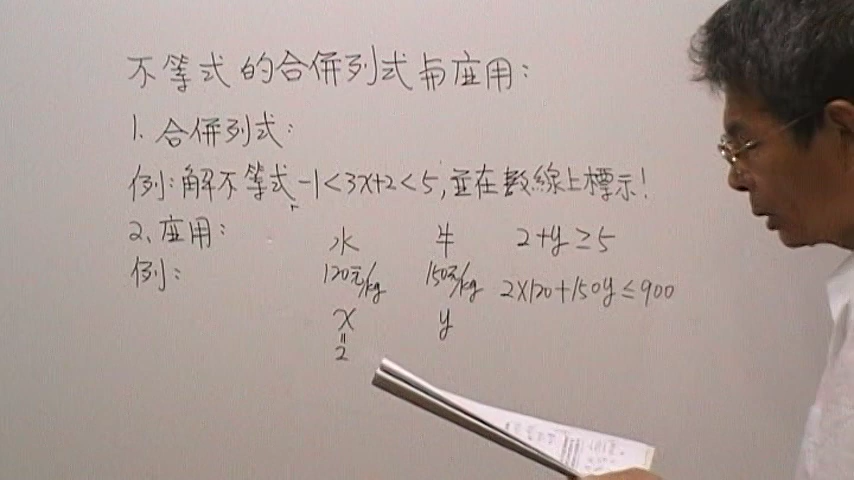 不等式的合併列式與应用:
1. 合併列式:
例:解不等式-1<3x+2<5,並在數線上標示!
2. 应用:
例:
水 牛 2+y≥5
120元/kg 150元/kg 2×120+150y≤900
x y
=
2